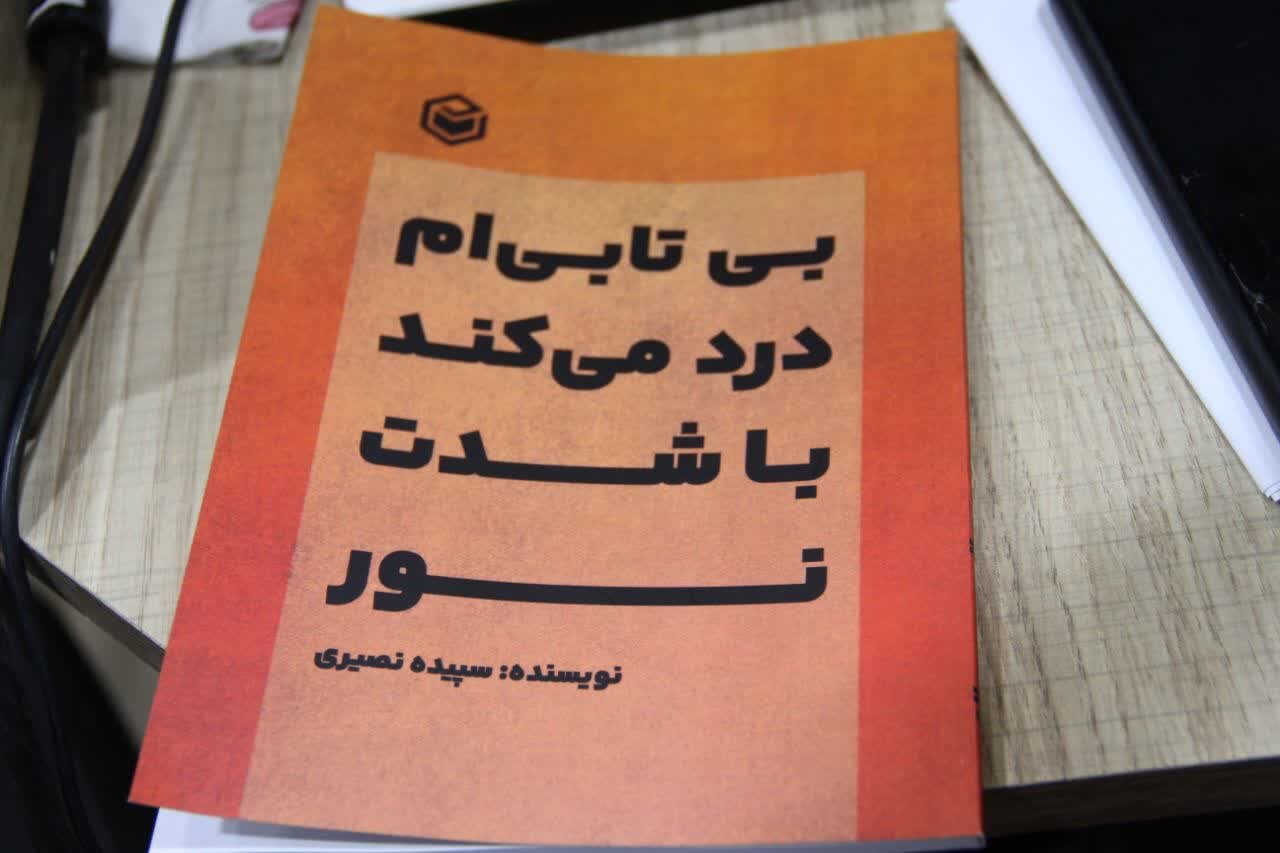 بی تابی‌ام
درد می‌کند
با شدت
نور
نویسنده: سپیده نصیری